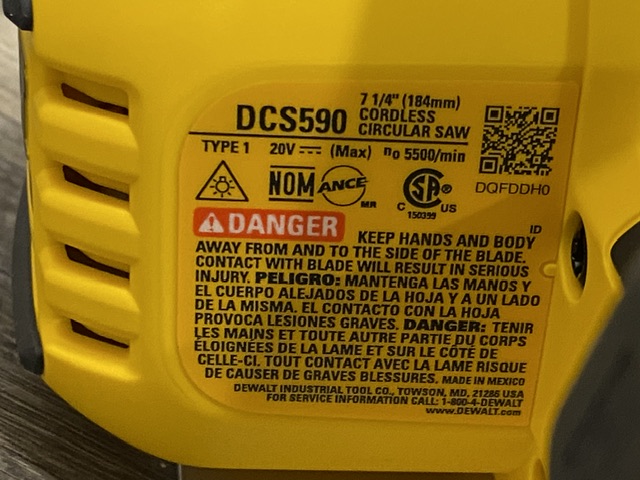 DCS590
7 1/4" (184mm)
CORDLESS
CIRCULAR SAW
TYPE 1 20V (Max) no 5500/min
DQFDDH0
NOM
ANCE
MR
CSA®
C US
150399
ID
DANGER KEEP HANDS AND BODY
AWAY FROM AND TO THE SIDE OF THE BLADE.
CONTACT WITH BLADE WILL RESULT IN SERIOUS
INJURY. PELIGRO: MANTENGA LAS MANOS Y
EL CUERPO ALEJADOS DE LA HOJA Y A UN LADO
DE LA MISMA. EL CONTACTO CON LA HOJA
PROVOCA LESIONES GRAVES. DANGER: TENIR
LES MAINS ET TOUTE AUTRE PARTIE DU CORPS
ÉLOIGNÉES DE LA LAME ET SUR LE CÔTÉ DE
CELLE-CI. TOUT CONTACT AVEC LA LAME RISQUE
DE CAUSER DE GRAVES BLESSURES. MADE IN MEXICO
DEWALT INDUSTRIAL TOOL CO., TOWSON, MD. 21286 USA
FOR SERVICE INFORMATION CALL: 1-800-4-DEWALT
www.DEWALT.com